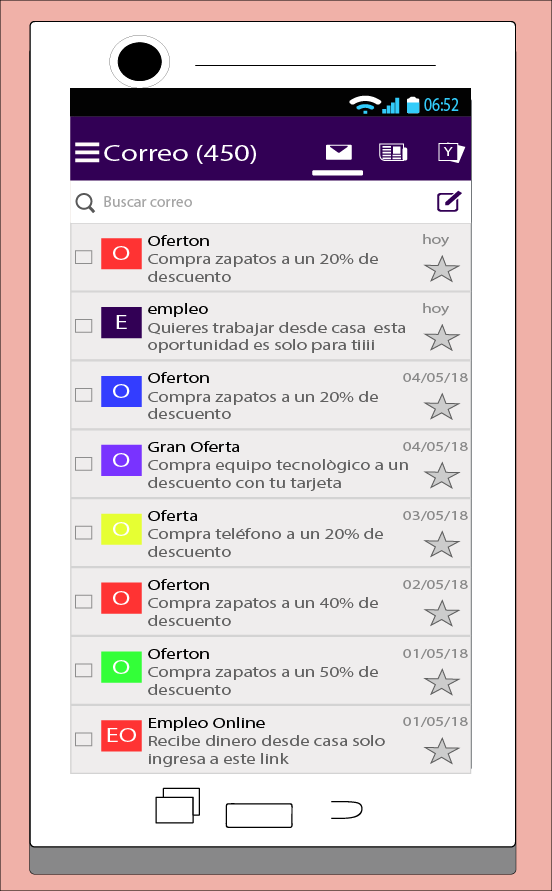 06:52
Correo (450)
Y
Buscar correo
O
Oferton
hoy
Compra zapatos a un 20% de
descuento
E
empleo
hoy
Quieres trabajar desde casa esta
oportunidad es solo para tiiii
O
Oferton
04/05/18
Compra zapatos a un 20% de
descuento
O
Gran Oferta
04/05/18
Compra equipo tecnològico a un
descuento con tu tarjeta
O
Oferta
03/05/18
Compra teléfono a un 20% de
descuento
O
Oferton
02/05/18
Compra zapatos a un 40% de
descuento
O
Oferton
01/05/18
Compra zapatos a un 50% de
descuento
EO
Empleo Online
01/05/18
Recibe dinero desde casa solo
ingresa a este link